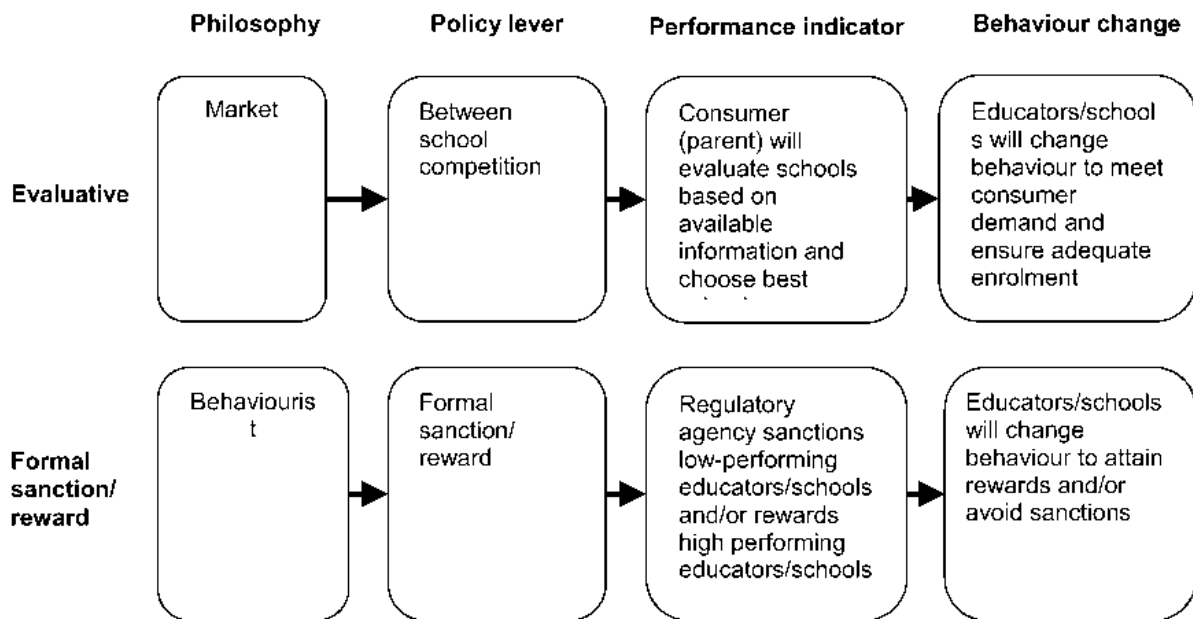 Philosophy
Policy lever
Performance indicator
Behaviour change
Evaluative
Market
Between
school
competition
Consumer
(parent) will
evaluate schools
based on
available
information and
choose best
Educators/school
s will change
behaviour to meet
consumer
demand and
ensure adequate
enrolment
Formal
sanction/
reward
Behaviouris
t
Formal
sanction/
reward
Regulatory
agency sanctions
low-performing
educators/schools
and/or rewards
high performing
educators/schools
Educators/schools
will change
behaviour to attain
rewards and/or
avoid sanctions